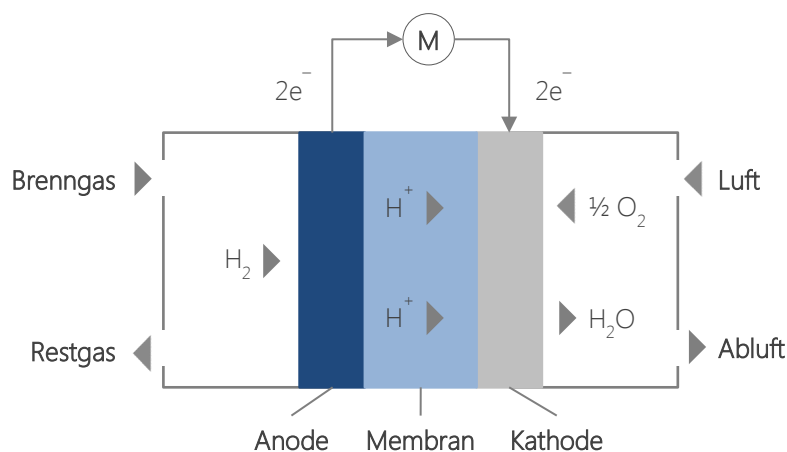 M
2e⁻
2e⁻
Brenngas
H⁺
½ O₂
Luft
H₂
Restgas
H⁺
H₂O
Abluft
Anode
Membran
Kathode